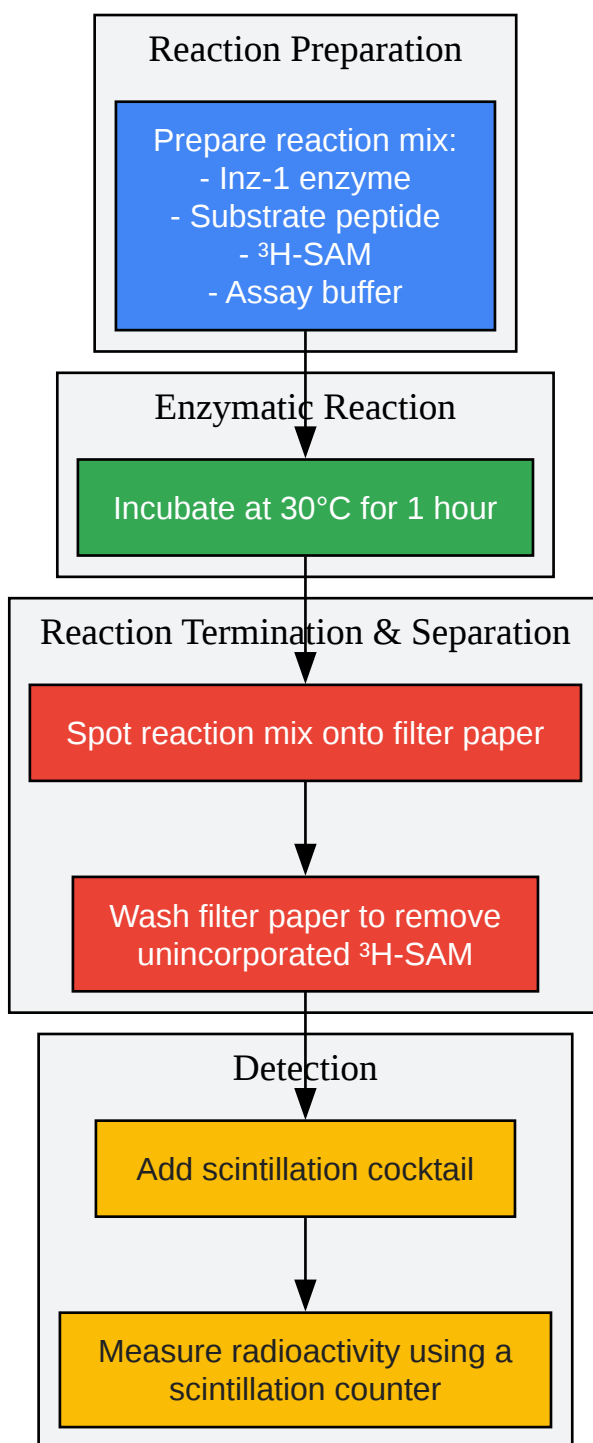 Reaction Preparation
Prepare reaction mix:
- Inz-1 enzyme
- Substrate peptide
- ³H-SAM
- Assay buffer
Enzymatic Reaction
Incubate at 30°C for 1 hour
Reaction Termination & Separation
Spot reaction mix onto filter paper
Wash filter paper to remove
unincorporated ³H-SAM
Detection
Add scintillation cocktail
Measure radioactivity using a
scintillation counter